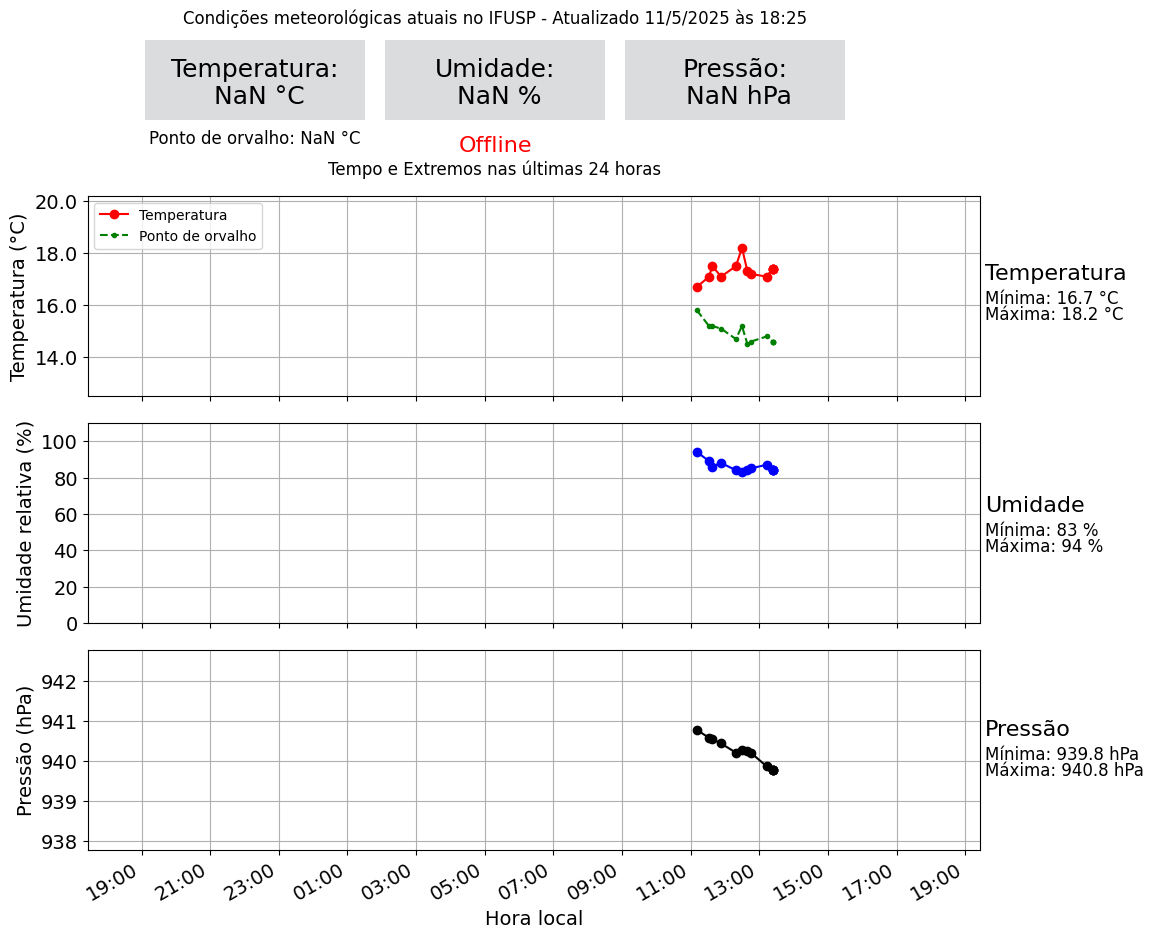 Condições meteorológicas atuais no IFUSP - Atualizado 11/5/2025 às 18:25
Temperatura:
NaN °C
Umidade:
NaN %
Pressão:
NaN hPa
Ponto de orvalho: NaN °C
Offline
Tempo e Extremos nas últimas 24 horas
Temperatura (°C)
20.0
18.0
16.0
14.0
Temperatura
Ponto de orvalho
Temperatura
Mínima: 16.7 °C
Máxima: 18.2 °C
Umidade relativa (%)
100
80
60
40
20
0
Umidade
Mínima: 83 %
Máxima: 94 %
Pressão (hPa)
942
941
940
939
938
Pressão
Mínima: 939.8 hPa
Máxima: 940.8 hPa
19:00
21:00
23:00
01:00
03:00
05:00
07:00
09:00
11:00
13:00
15:00
17:00
19:00
Hora local